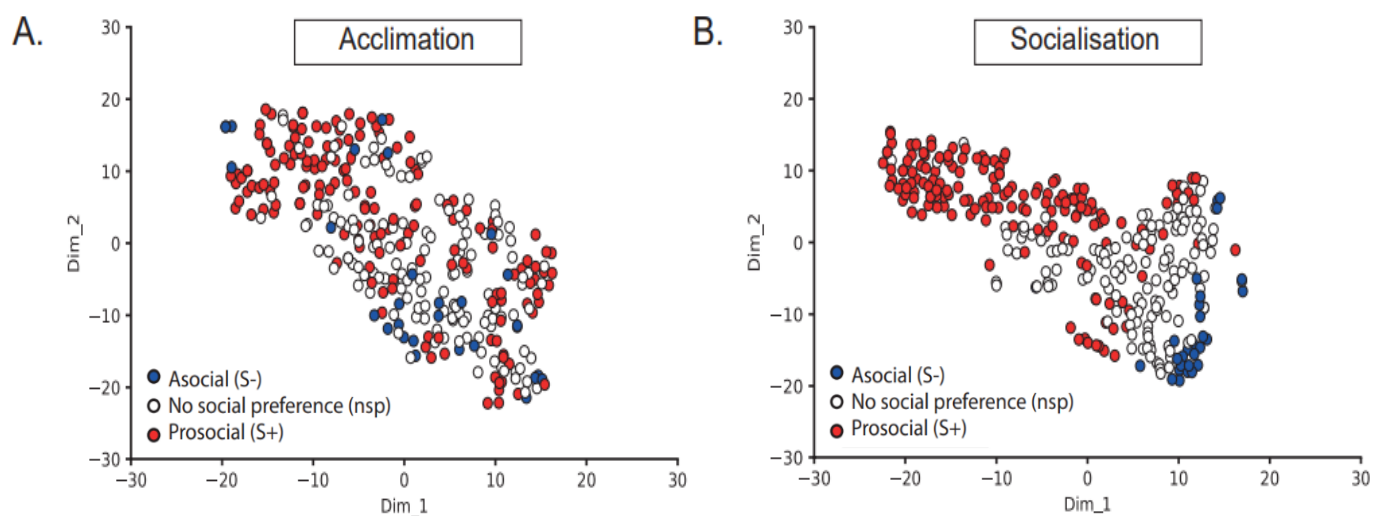 A.
Acclimation
30
20
10
0
−10
−20
−30
Dim_2
Asocial (S-)
No social preference (nsp)
Prosocial (S+)
−30
−20
−10
0
10
20
30
Dim_1
B.
Socialisation
30
20
10
0
−10
−20
−30
Dim_2
Asocial (S-)
No social preference (nsp)
Prosocial (S+)
−30
−20
−10
0
10
20
30
Dim_1